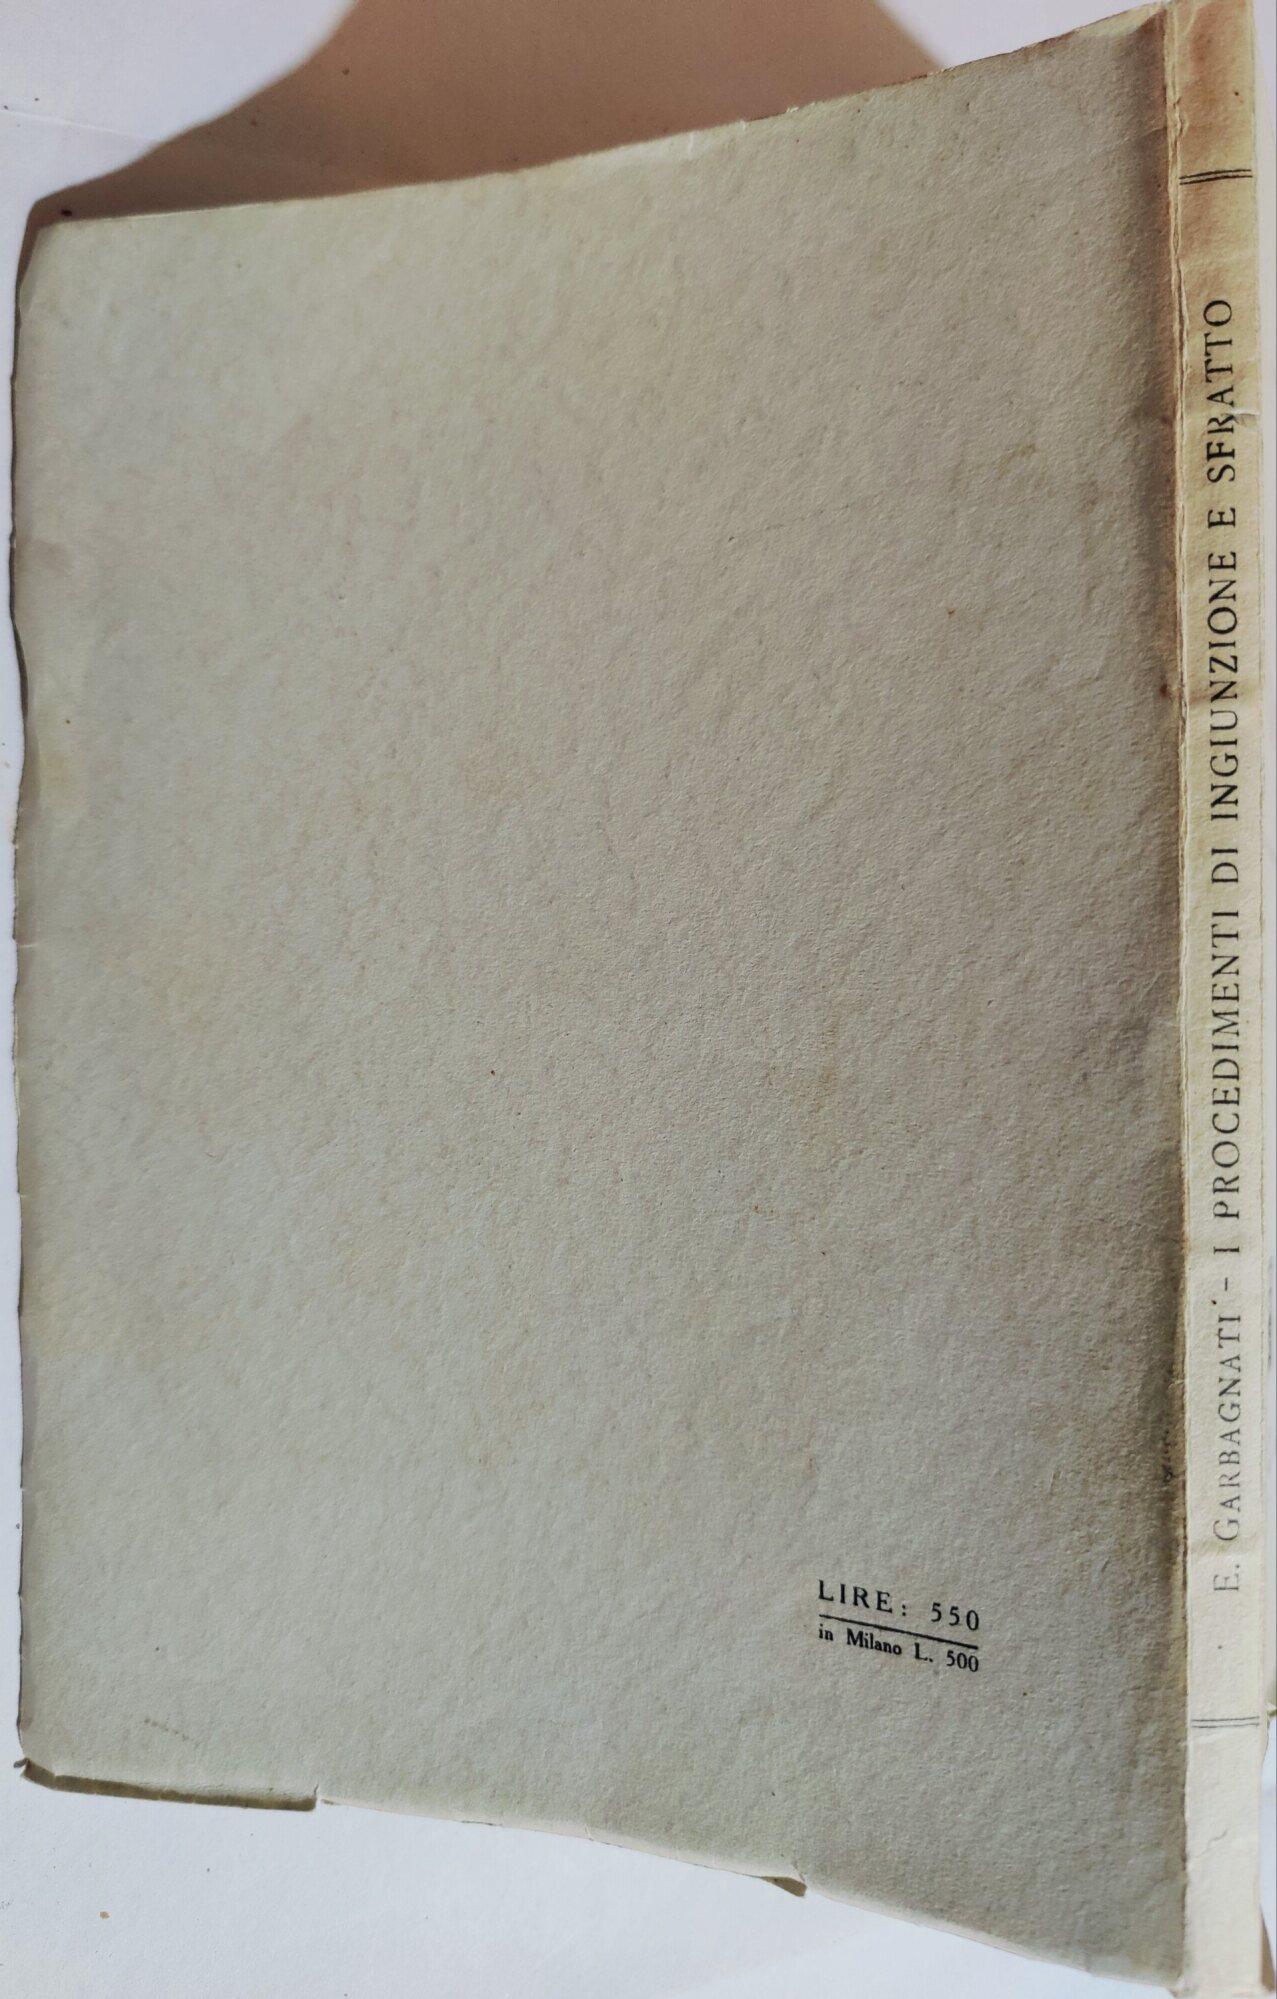 E. GARBAGNATI - I PROCEDIMENTI DI INGIUNZIONE E SFRATTO
LIRE: 550
in Milano L. 500